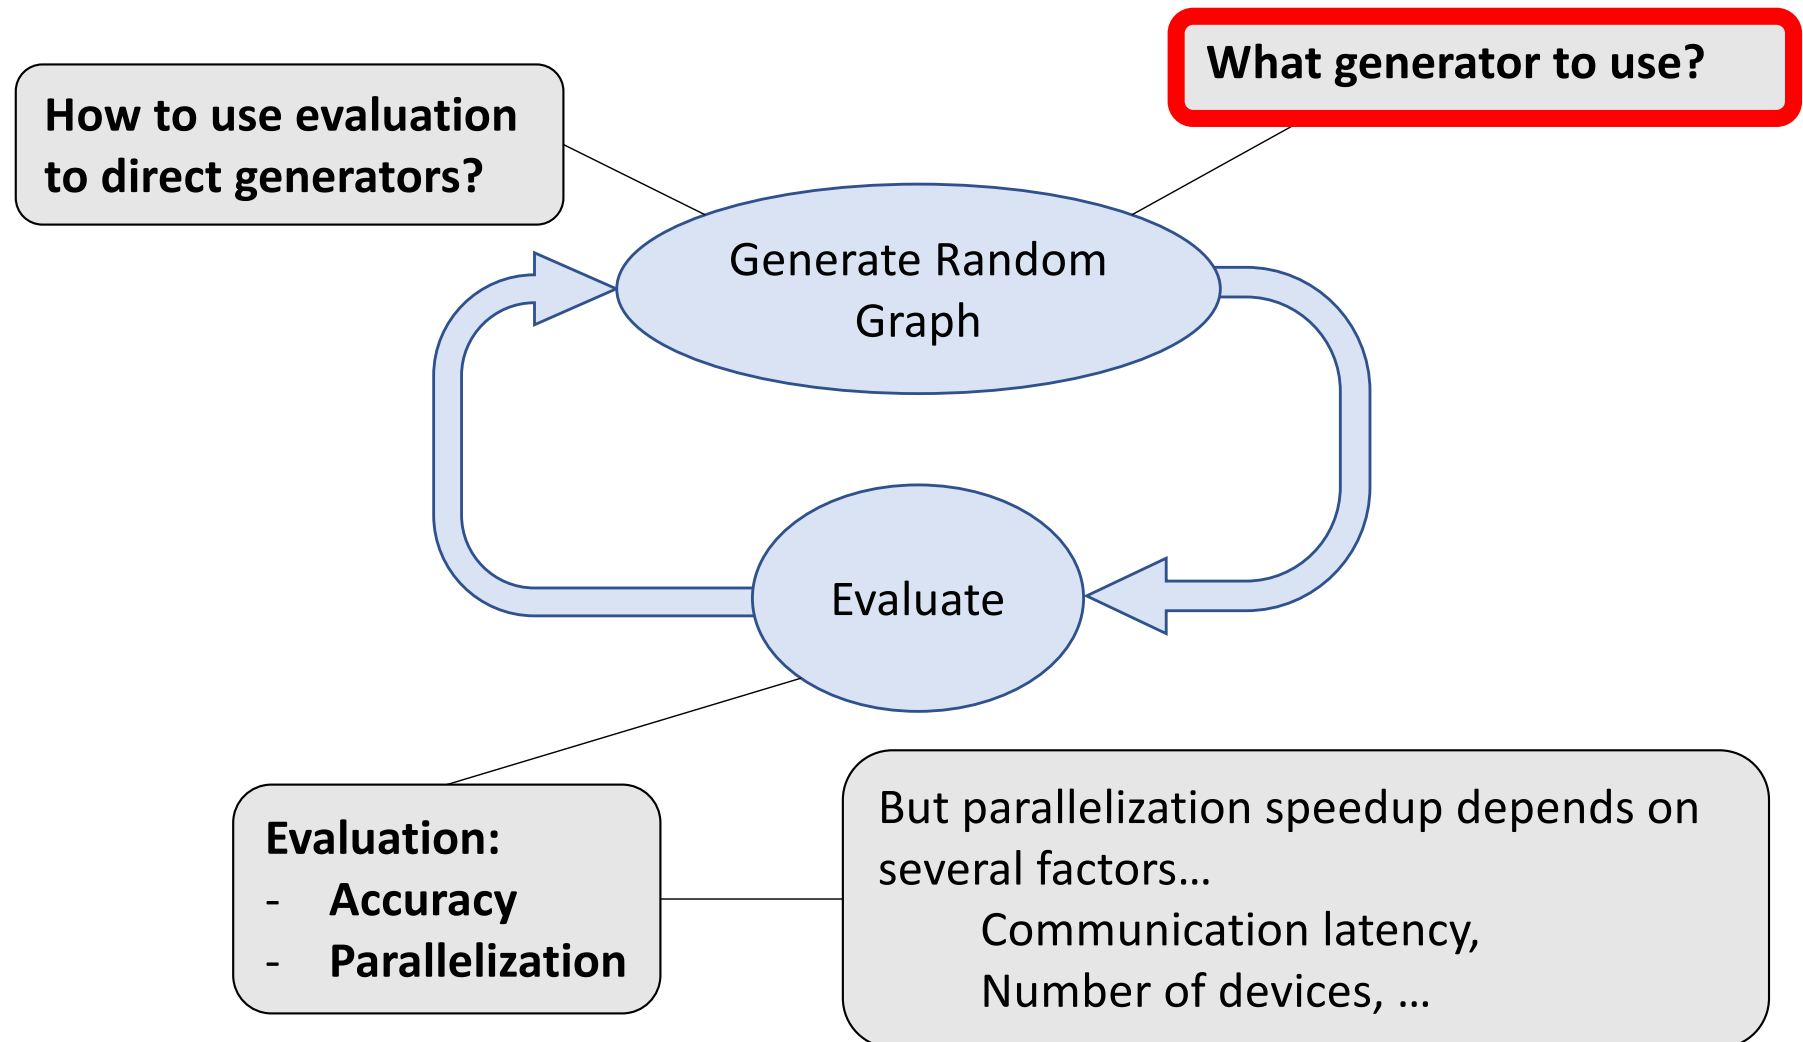 What generator to use?
How to use evaluation
to direct generators?
Generate Random
Graph
Evaluate
Evaluation:
- Accuracy
- Parallelization
But parallelization speedup depends on
several factors…
Communication latency,
Number of devices, …